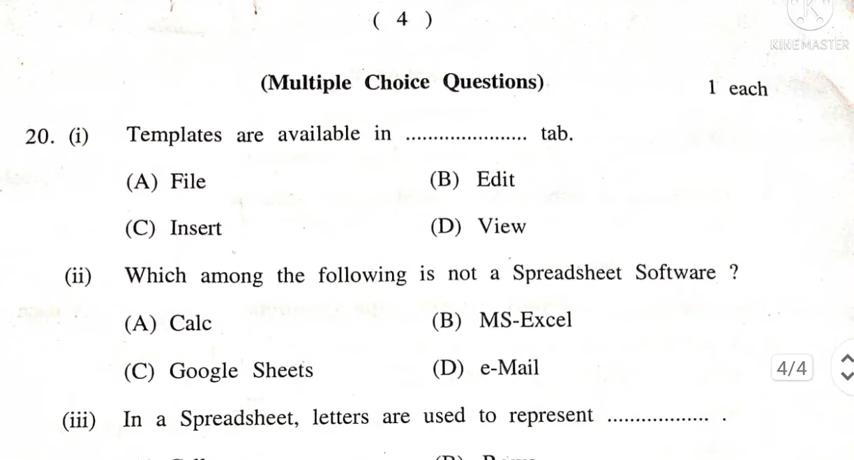 ( 4 )
KINEMASTER
(Multiple Choice Questions) 1 each
20. (i) Templates are available in ..................... tab.
(A) File (B) Edit
(C) Insert (D) View
(ii) Which among the following is not a Spreadsheet Software ?
(A) Calc (B) MS-Excel
(C) Google Sheets (D) e-Mail
4/4
(iii) In a Spreadsheet, letters are used to represent .................. .